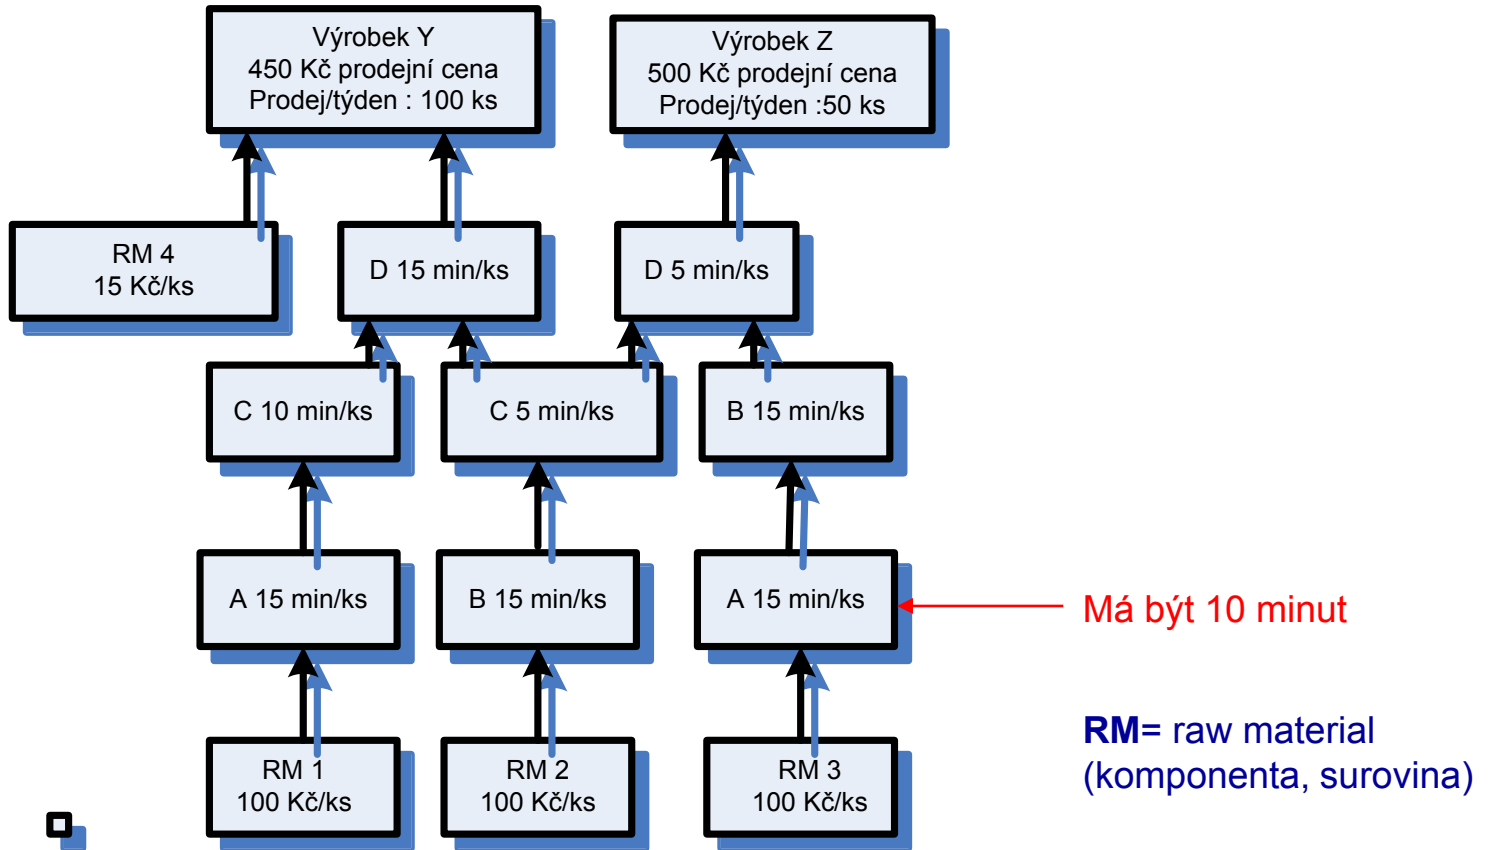 Výrobek Y
450 Kč prodejní cena
Prodej/týden : 100 ks
Výrobek Z
500 Kč prodejní cena
Prodej/týden :50 ks
RM 4
15 Kč/ks
D 15 min/ks
D 5 min/ks
C 10 min/ks
C 5 min/ks
B 15 min/ks
A 15 min/ks
B 15 min/ks
A 15 min/ks
Má být 10 minut
RM 1
100 Kč/ks
RM 2
100 Kč/ks
RM 3
100 Kč/ks
RM= raw material
(komponenta, surovina)